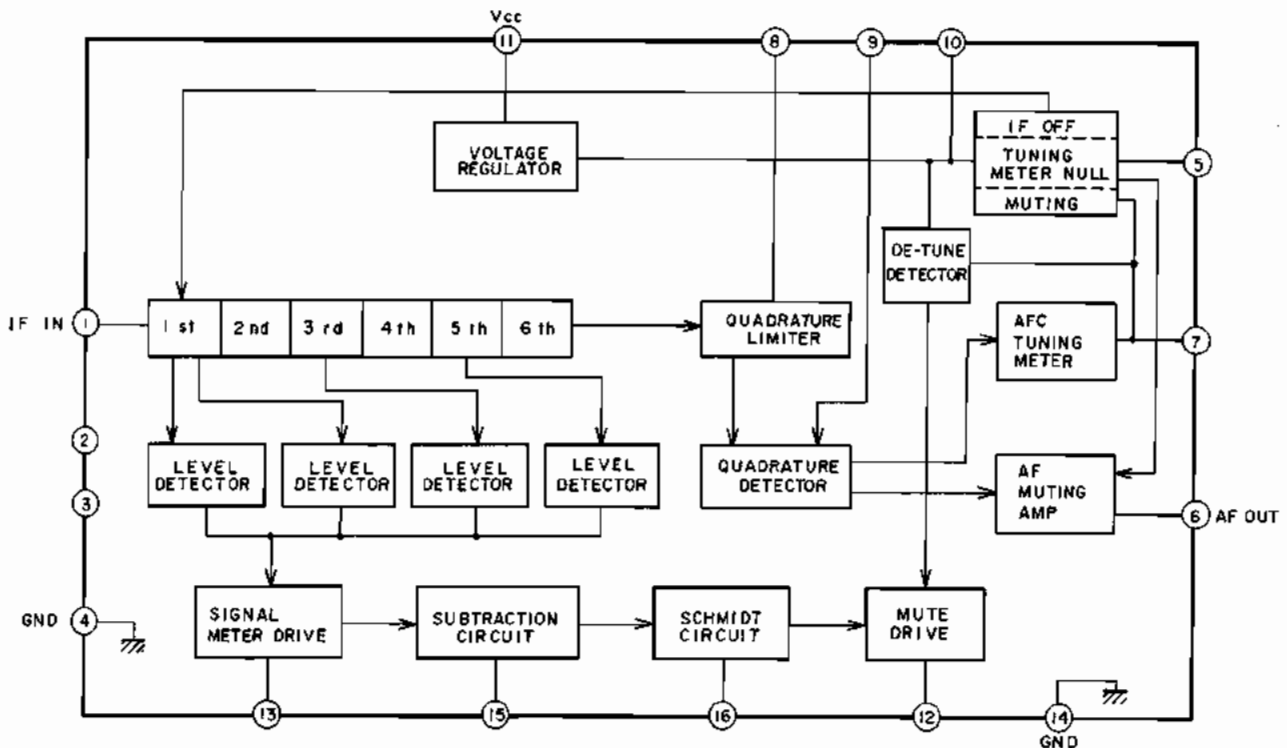 Vcc
11
8
9
10
IF OFF
TUNING
METER NULL
MUTING
5
VOLTAGE
REGULATOR
DE-TUNE
DETECTOR
IF IN
1
1 st
2nd
3 rd
4 th
5 th
6 th
QUADRATURE
LIMITER
AFC
TUNING
METER
7
2
3
LEVEL
DETECTOR
LEVEL
DETECTOR
LEVEL
DETECTOR
LEVEL
DETECTOR
QUADRATURE
DETECTOR
AF
MUTING
AMP
6
AF OUT
GND
4
SIGNAL
METER DRIVE
SUBTRACTION
CIRCUIT
SCHMIDT
CIRCUIT
MUTE
DRIVE
13
15
16
12
14
GND